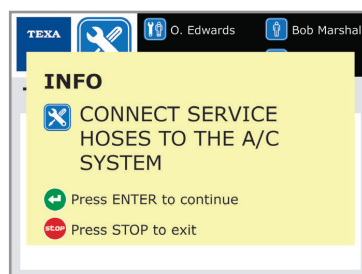 TEXA
O. Edwards
Bob Marshal
INFO
CONNECT SERVICE
HOSES TO THE A/C
SYSTEM
Press ENTER to continue
STOP Press STOP to exit